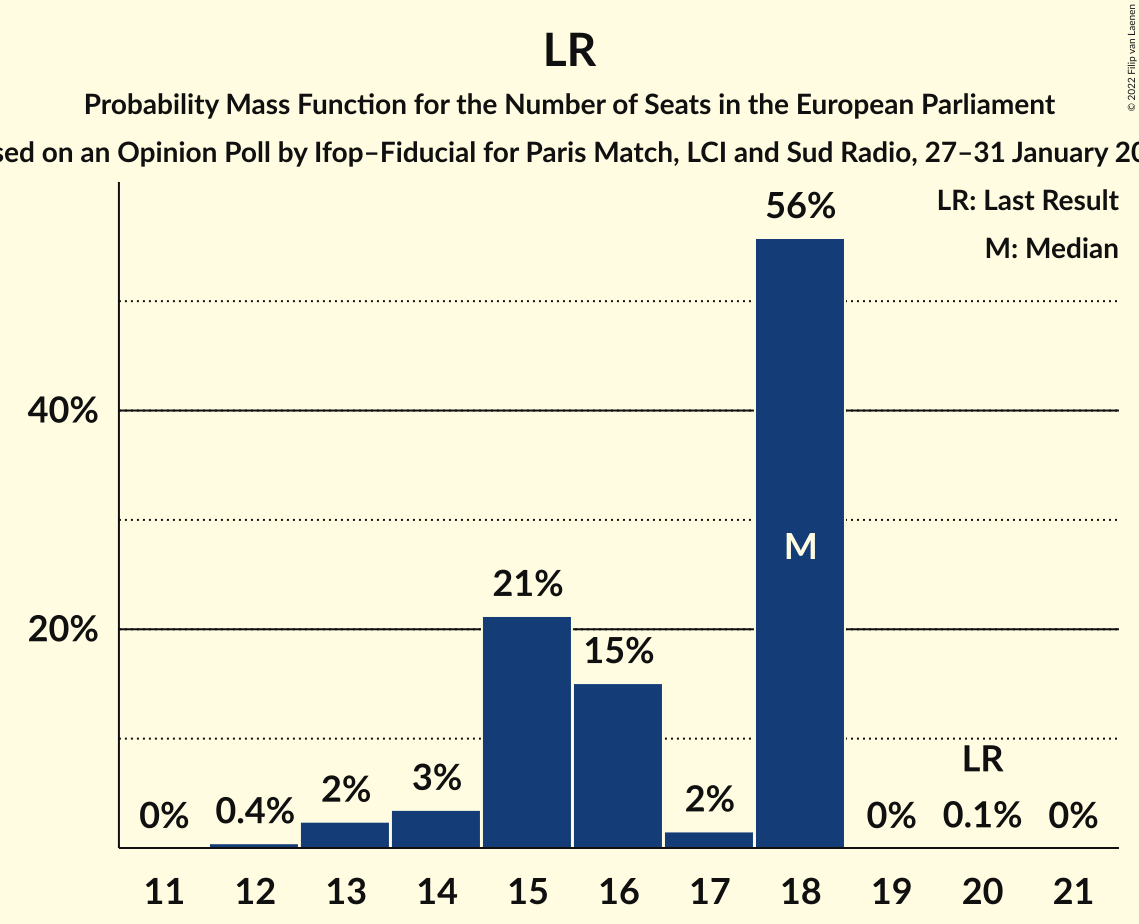 LR
Probability Mass Function for the Number of Seats in the European Parliament
on an Opinion Poll by Ifop–Fiducial for Paris Match, LCI and Sud Radio, 27–31 January
© 2022 Filip van Laenen
LR: Last Result
M: Median
56%
40%
M
21%
20%
15%
LR
3%
2%
2%
0%
0.4%
0%
0.1%
0%
11 12 13 14 15 16 17 18 19 20 21